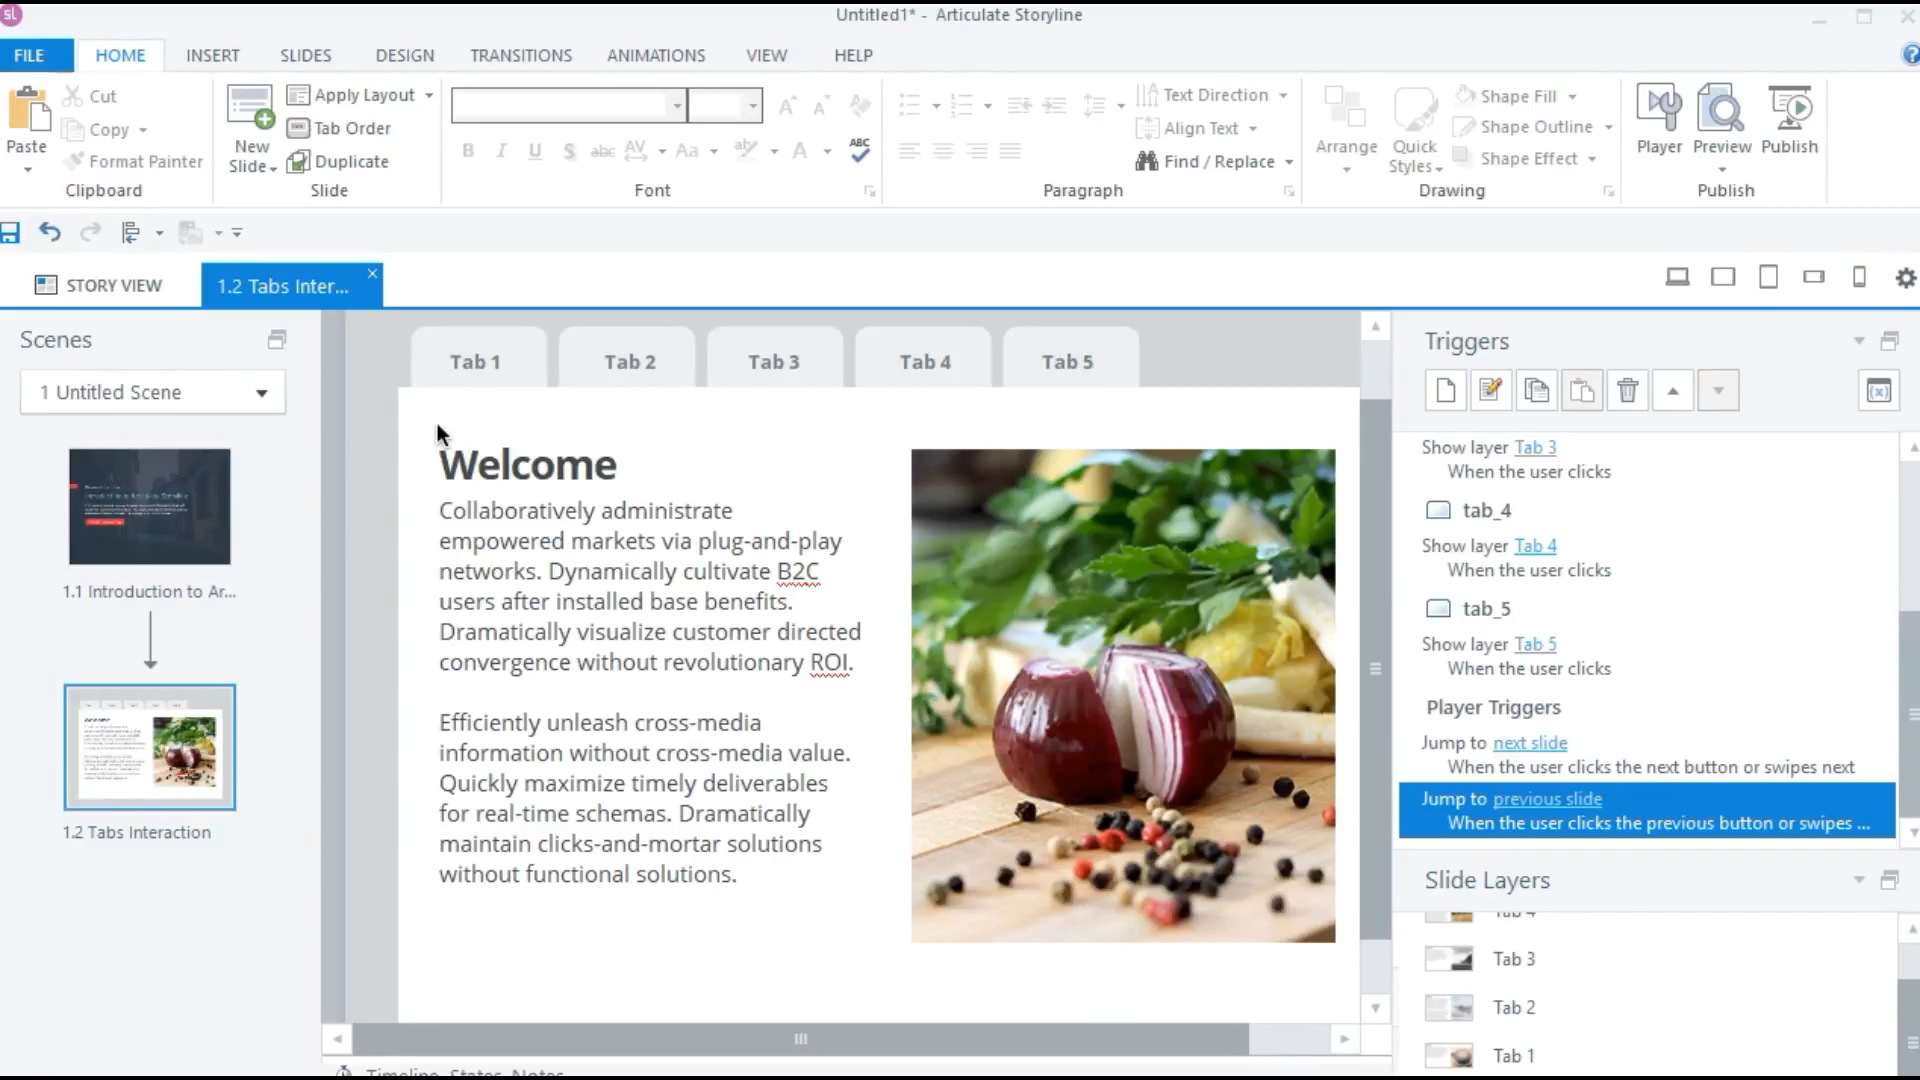 sl
Untitled1* - Articulate Storyline
FILE
HOME
INSERT
SLIDES
DESIGN
TRANSITIONS
ANIMATIONS
VIEW
HELP
Paste
Cut
Copy
Format Painter
Clipboard
New
Slide
Apply Layout
Tab Order
Duplicate
Slide
B I U S abc AV Aa A ABC
Font
Text Direction
Align Text
Find / Replace
Paragraph
Arrange
Quick
Styles
Shape Fill
Shape Outline
Shape Effect
Drawing
Player
Preview
Publish
Publish
STORY VIEW
1.2 Tabs Inter...
Scenes
1 Untitled Scene
1.1 Introduction to Ar...
1.2 Tabs Interaction
Tab 1
Tab 2
Tab 3
Tab 4
Tab 5
Welcome
Collaboratively administrate
empowered markets via plug-and-play
networks. Dynamically cultivate B2C
users after installed base benefits.
Dramatically visualize customer directed
convergence without revolutionary ROI.
Efficiently unleash cross-media
information without cross-media value.
Quickly maximize timely deliverables
for real-time schemas. Dramatically
maintain clicks-and-mortar solutions
without functional solutions.
Triggers
Show layer Tab 3
When the user clicks
tab_4
Show layer Tab 4
When the user clicks
tab_5
Show layer Tab 5
When the user clicks
Player Triggers
Jump to next slide
When the user clicks the next button or swipes next
Jump to previous slide
When the user clicks the previous button or swipes ...
Slide Layers
Tab 4
Tab 3
Tab 2
Tab 1
Timeline, States, Notes